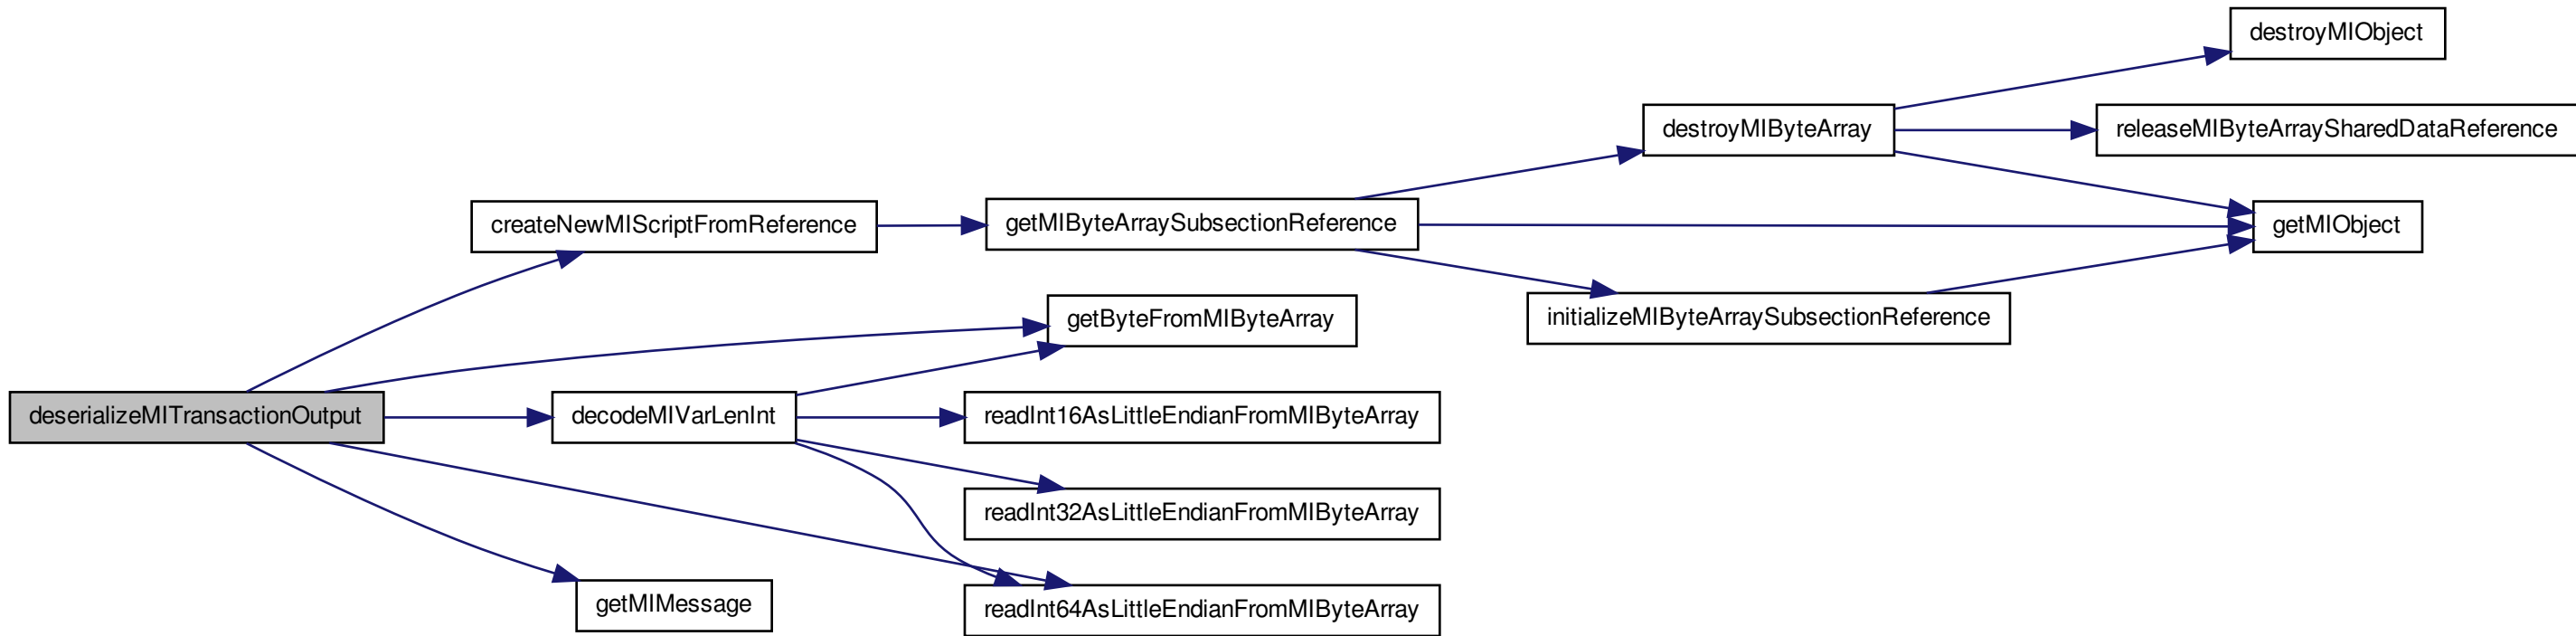 destroyMIObject
destroyMIByteArray
releaseMIByteArraySharedDataReference
createNewMIScriptFromReference
getMIByteArraySubsectionReference
getMIObject
getByteFromMIByteArray
initializeMIByteArraySubsectionReference
deserializeMITransactionOutput
decodeMIVarLenInt
readInt16AsLittleEndianFromMIByteArray
readInt32AsLittleEndianFromMIByteArray
getMIMessage
readInt64AsLittleEndianFromMIByteArray